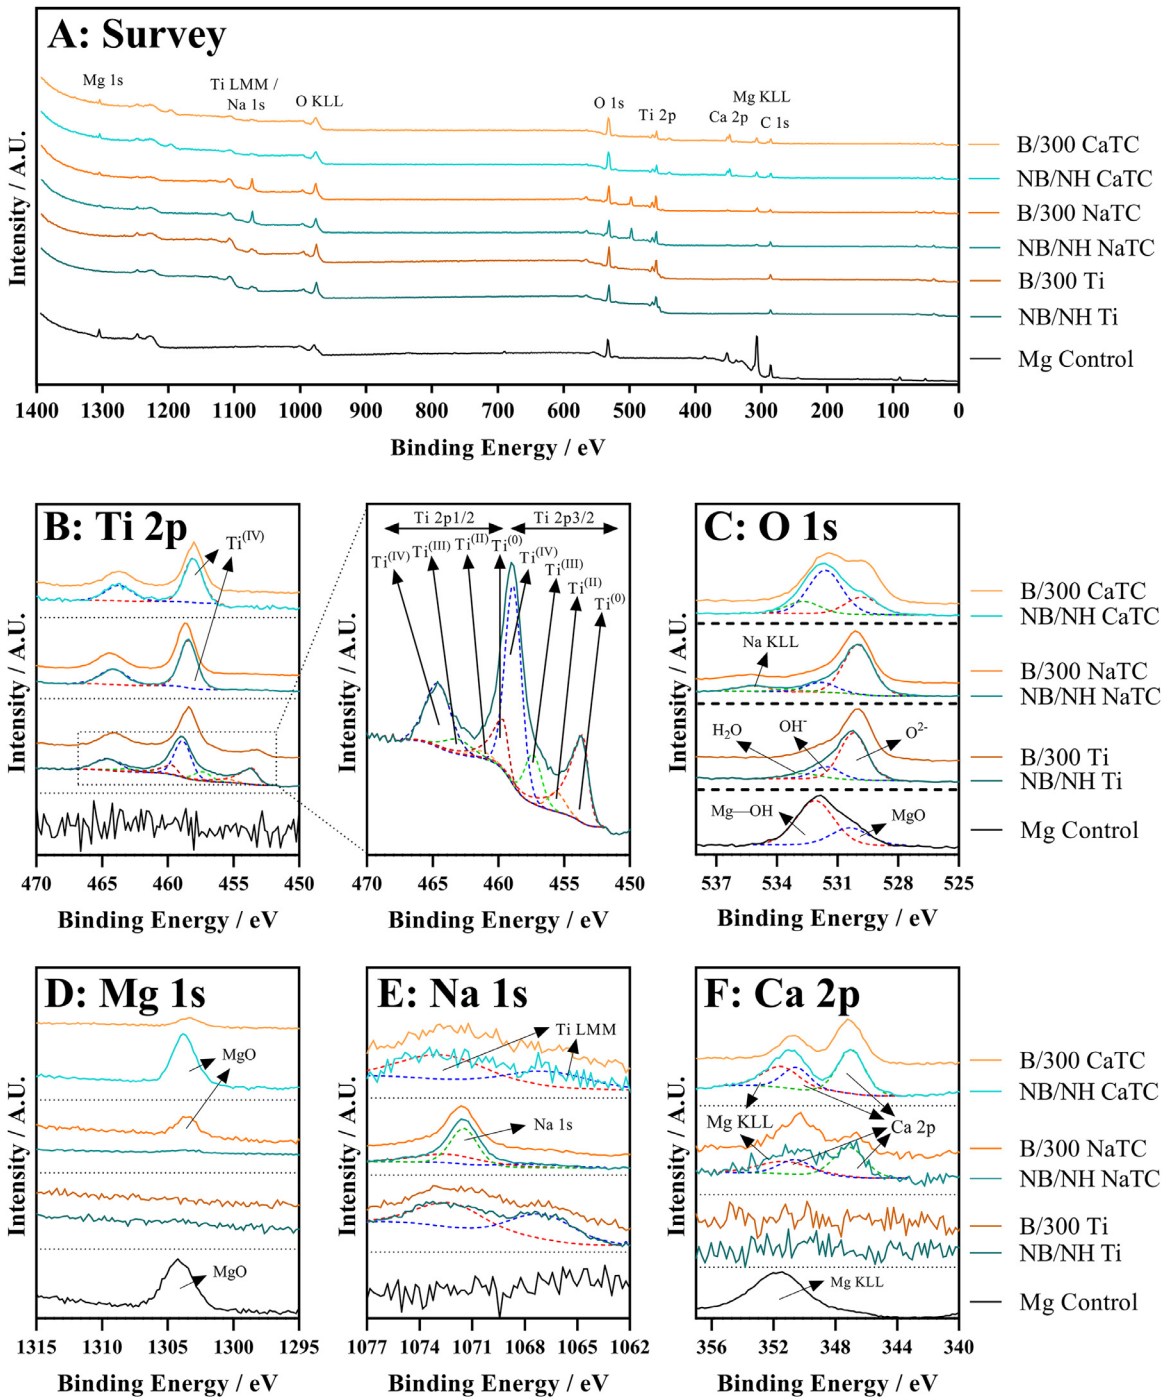 A: Survey
Mg 1s
Ti LMM /
Na 1s
O KLL
O 1s
Ti 2p
Ca 2p
Mg KLL
C 1s
B/300 CaTC
NB/NH CaTC
B/300 NaTC
NB/NH NaTC
B/300 Ti
NB/NH Ti
Mg Control
Intensity / A.U.
1400 1300 1200 1100 1000 900 800 700 600 500 400 300 200 100 0
Binding Energy / eV
B: Ti 2p
Ti(IV)
Intensity / A.U.
470 465 460 455 450
Binding Energy / eV
Ti 2p1/2 Ti 2p3/2
Ti(IV) Ti(III) Ti(II) Ti(0) Ti(IV) Ti(III) Ti(II) Ti(0)
Intensity / A.U.
470 465 460 455 450
Binding Energy / eV
C: O 1s
Na KLL
H2O
OH-
O2-
Mg—OH
MgO
Intensity / A.U.
537 534 531 528 525
Binding Energy / eV
B/300 CaTC
NB/NH CaTC
B/300 NaTC
NB/NH NaTC
B/300 Ti
NB/NH Ti
Mg Control
D: Mg 1s
MgO
MgO
Intensity / A.U.
1315 1310 1305 1300 1295
Binding Energy / eV
E: Na 1s
Ti LMM
Na 1s
Intensity / A.U.
1077 1074 1071 1068 1065 1062
Binding Energy / eV
F: Ca 2p
Mg KLL
Ca 2p
Mg KLL
Intensity / A.U.
356 352 348 344 340
Binding Energy / eV
B/300 CaTC
NB/NH CaTC
B/300 NaTC
NB/NH NaTC
B/300 Ti
NB/NH Ti
Mg Control